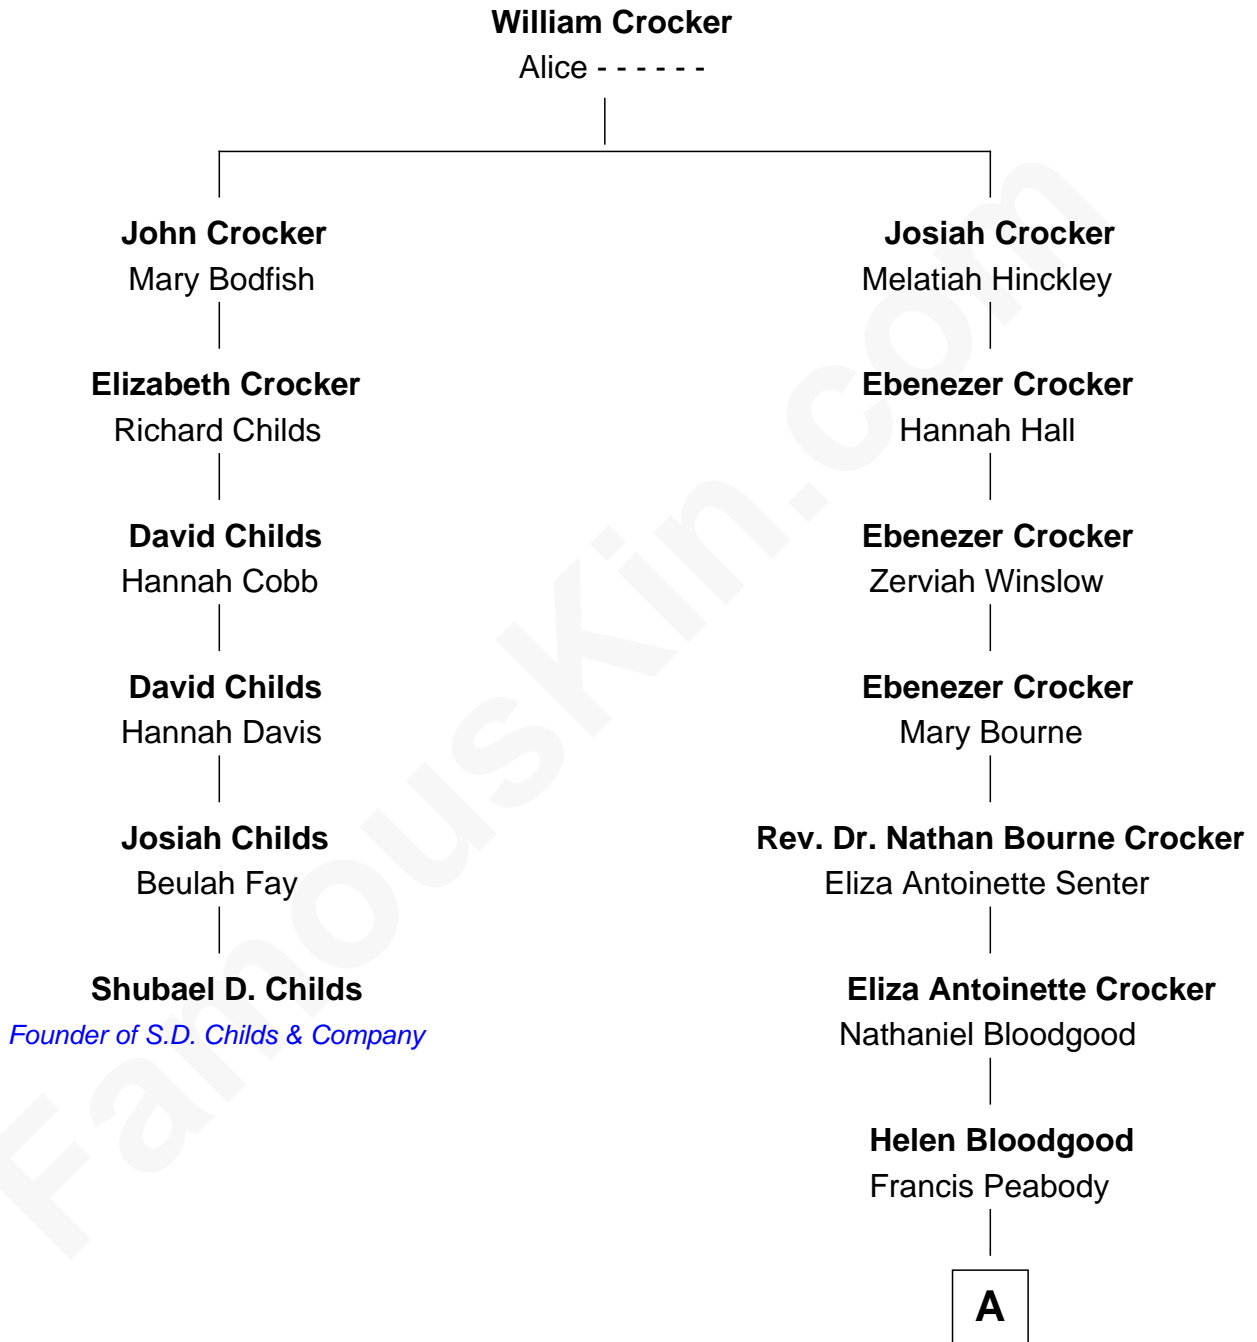 William Crocker
Alice - - - - - -
John Crocker
Mary Bodfish
Josiah Crocker
Melatiah Hinckley
Elizabeth Crocker
Richard Childs
Ebenezer Crocker
Hannah Hall
David Childs
Hannah Cobb
Ebenezer Crocker
Zerviah Winslow
David Childs
Hannah Davis
Ebenezer Crocker
Mary Bourne
Josiah Childs
Beulah Fay
Rev. Dr. Nathan Bourne Crocker
Eliza Antoinette Senter
Shubael D. Childs
Founder of S.D. Childs & Company
Eliza Antoinette Crocker
Nathaniel Bloodgood
Helen Bloodgood
Francis Peabody
A
FamousKin.com